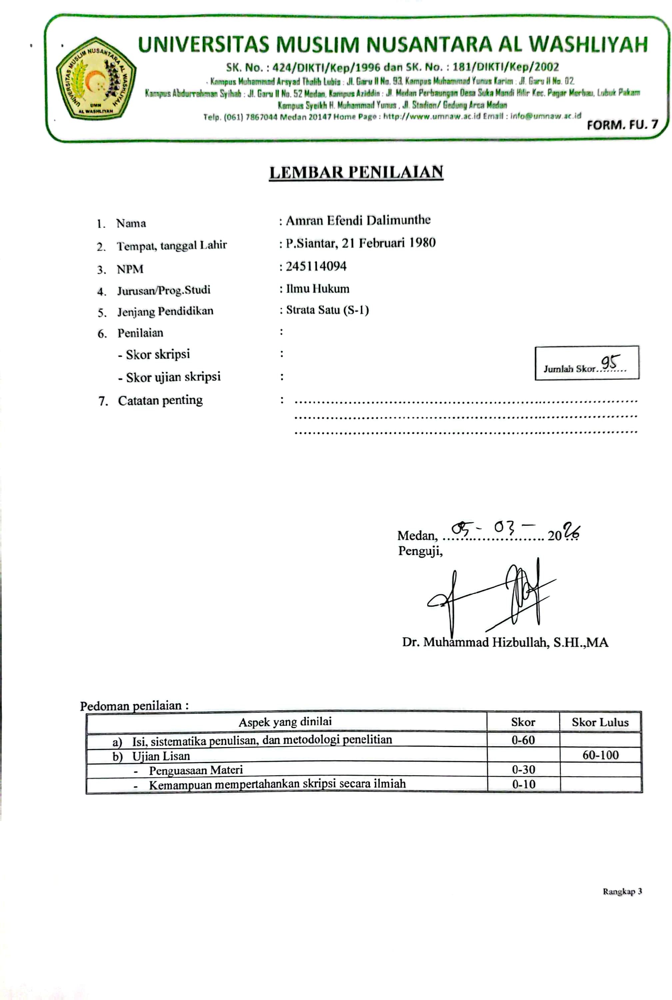 UNIVERSITAS MUSLIM NUSANTARA AL WASHLIYAH
SK. No. : 424/DIKTI/Kep/1996 dan SK. No. : 181/DIKTI/Kep/2002
Kampus Muhammad Arsyad Thalib Lubis : Jl. Garu II No. 93, Kampus Muhammad Yunus Karim : Jl. Garu II No. 02,
Kampus Abdurrahman Syihab : Jl. Garu II No. 52 Medan, Kampus Aziddin : Jl. Medan Perbaungan Desa Suka Mandi Hilir Kec. Pagar Merbau, Lubuk Pakam
Kampus Syeikh H. Muhammad Yunus , Jl. Stadion/ Gedung Arca Medan
Telp. (061) 7867044 Medan 20147 Home Page : http://www.umnaw.ac.id Email : info@umnaw.ac.id
FORM. FU. 7
UNIVERSITAS MUSLIM NUSANTARA AL WASHLIYAH
UMN
AL WASHLIYAH
LEMBAR PENILAIAN
1. Nama : Amran Efendi Dalimunthe
2. Tempat, tanggal Lahir : P.Siantar, 21 Februari 1980
3. NPM : 245114094
4. Jurusan/Prog.Studi : Ilmu Hukum
5. Jenjang Pendidikan : Strata Satu (S-1)
6. Penilaian :
- Skor skripsi :
- Skor ujian skripsi :
Jumlah Skor..95.......
7. Catatan penting : ................................................................................
................................................................................
................................................................................
Medan, 05 - 03 - 2026
Penguji,
Dr. Muhammad Hizbullah, S.HI.,MA
Pedoman penilaian :
Aspek yang dinilai Skor Skor Lulus
a) Isi, sistematika penulisan, dan metodologi penelitian 0-60
b) Ujian Lisan 60-100
- Penguasaan Materi 0-30
- Kemampuan mempertahankan skripsi secara ilmiah 0-10
Rangkap 3